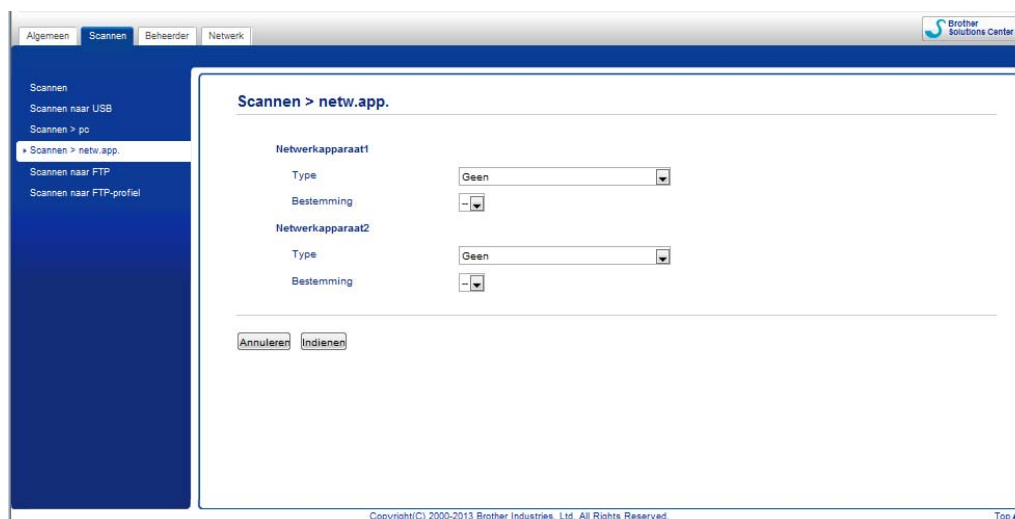 Algemeen Scannen Beheerder Netwerk
Brother
Solutions Center
Scannen
Scannen naar USB
Scannen > pc
Scannen > netw.app.
Scannen naar FTP
Scannen naar FTP-profiel
Scannen > netw.app.
Netwerkapparaat1
Type Geen
Bestemming --
Netwerkapparaat2
Type Geen
Bestemming --
Annuleren Indienen
Copyright(C) 2000-2013 Brother Industries, Ltd. All Rights Reserved. Top